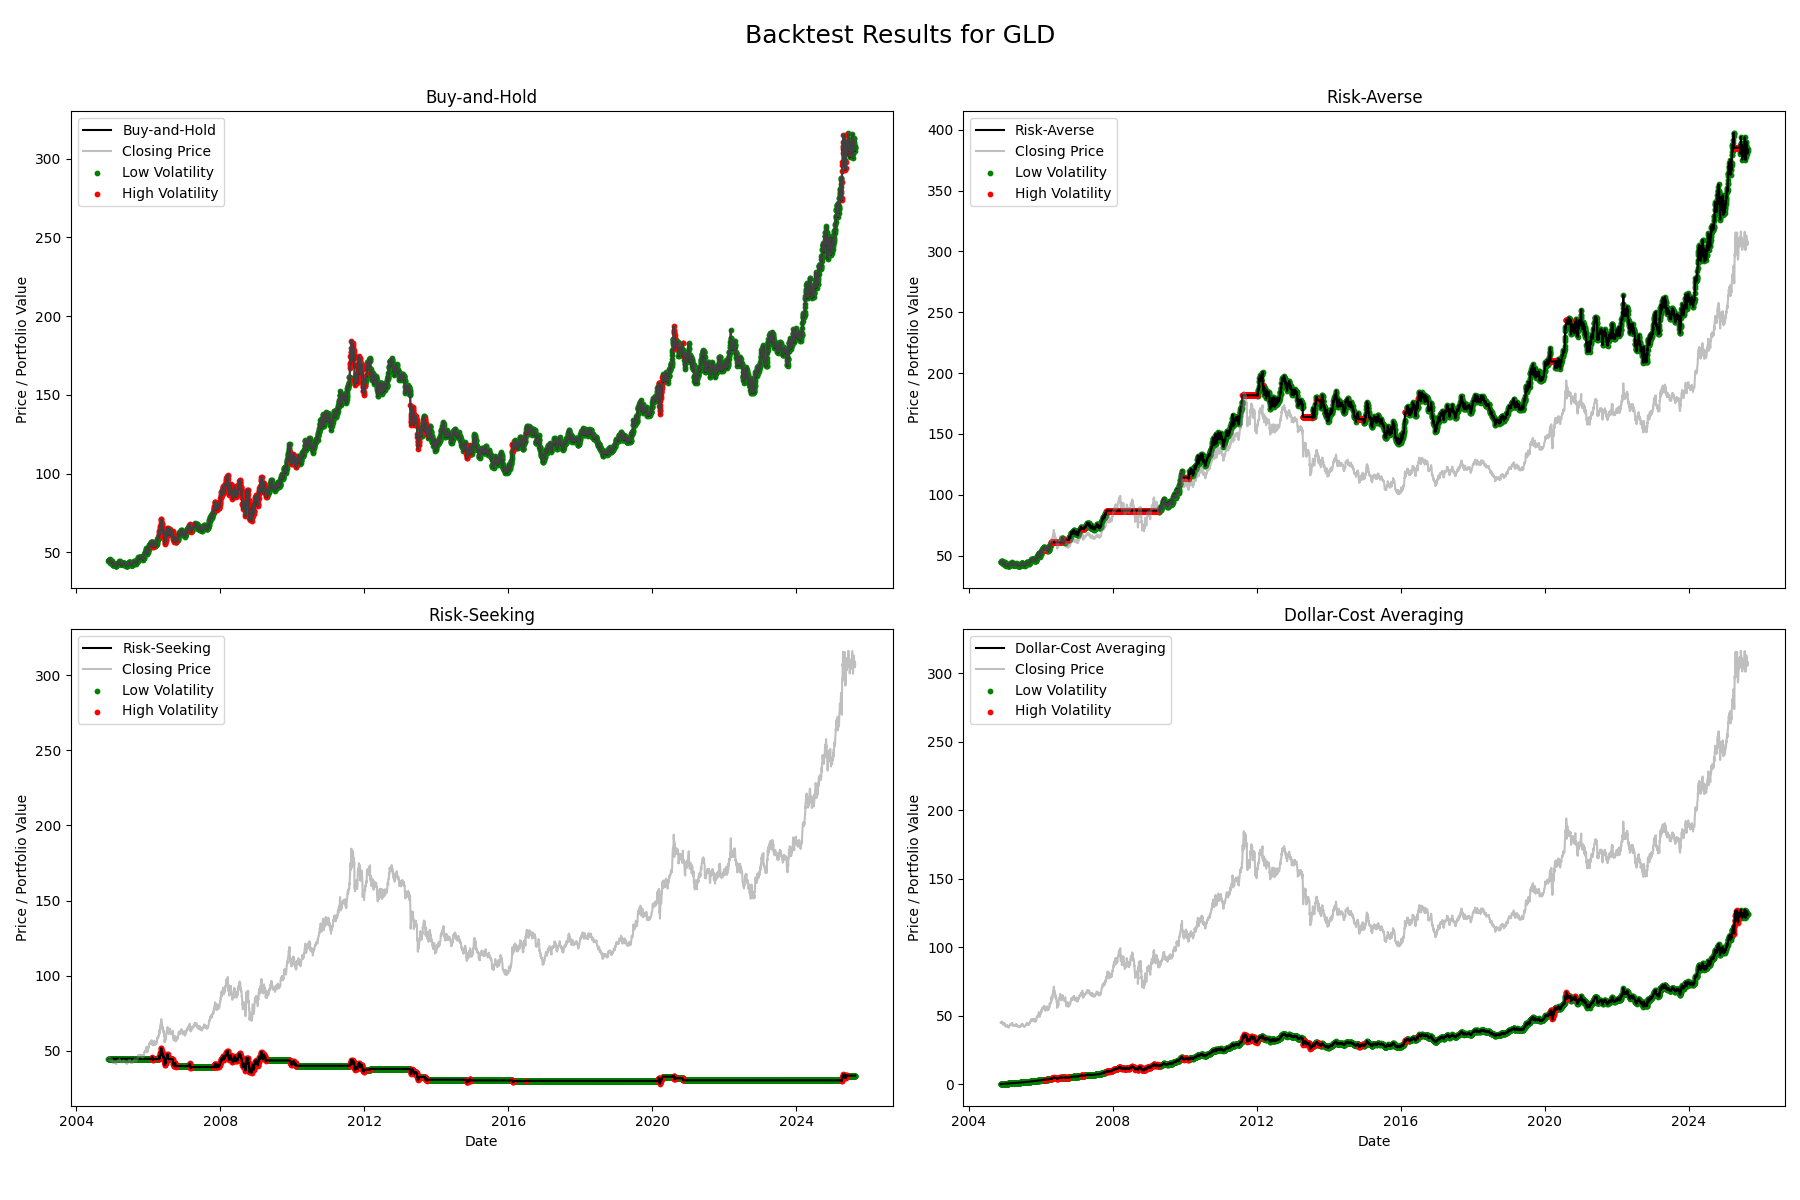 Backtest Results for GLD
Buy-and-Hold
Price / Portfolio Value
300
250
200
150
100
50
Buy-and-Hold
Closing Price
Low Volatility
High Volatility
Risk-Averse
Price / Portfolio Value
400
350
300
250
200
150
100
50
Risk-Averse
Closing Price
Low Volatility
High Volatility
Risk-Seeking
Price / Portfolio Value
300
250
200
150
100
50
Risk-Seeking
Closing Price
Low Volatility
High Volatility
2004 2008 2012 2016 2020 2024
Date
Dollar-Cost Averaging
Price / Portfolio Value
300
250
200
150
100
50
0
Dollar-Cost Averaging
Closing Price
Low Volatility
High Volatility
2004 2008 2012 2016 2020 2024
Date